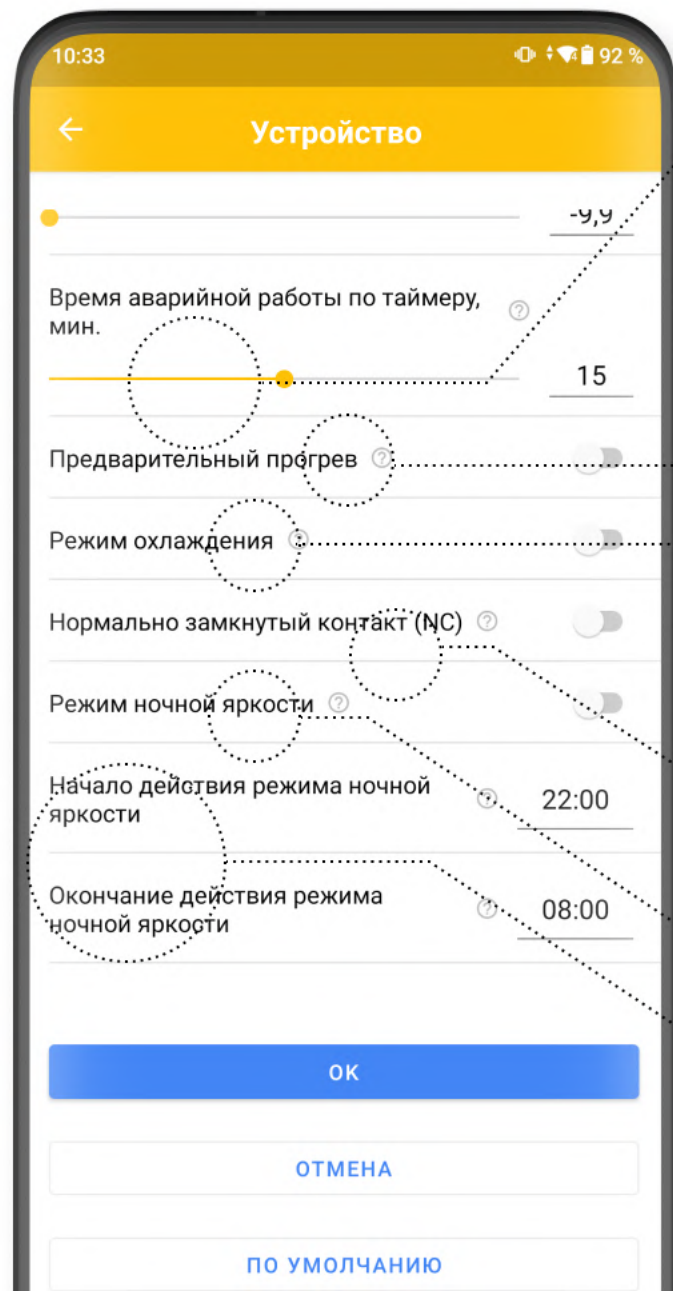 10:33
92 %
Устройство
-9,9
Время аварийной работы по таймеру,
мин.
15
Предварительный прогрев
Режим охлаждения
Нормально замкнутый контакт (NC)
Режим ночной яркости
Начало действия режима ночной
яркости
22:00
Окончание действия режима
ночной яркости
08:00
ОК
ОТМЕНА
ПО УМОЛЧАНИЮ